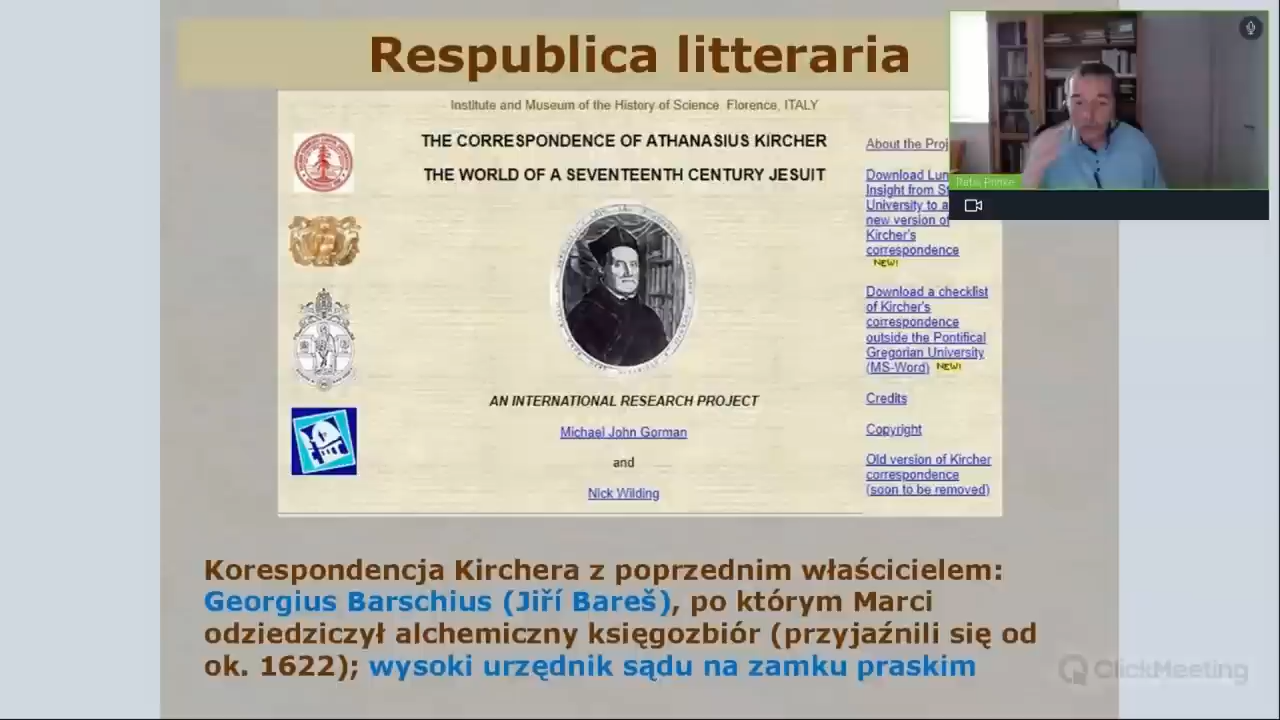 Respublica litteraria
Institute and Museum of the History of Science, Florence, ITALY
THE CORRESPONDENCE OF ATHANASIUS KIRCHER
THE WORLD OF A SEVENTEENTH CENTURY JESUIT
AN INTERNATIONAL RESEARCH PROJECT
Michael John Gorman
and
Nick Wilding
About the Proj
Download Lun
Insight from St
University to a
new version of
Kircher's
correspondence
NEW!
Download a checklist
of Kircher's
correspondence
outside the Pontifical
Gregorian University
(MS-Word) NEW!
Credits
Copyright
Old version of Kircher
correspondence
(soon to be removed)
Korespondencja Kirchera z poprzednim właścicielem:
Georgius Barschius (Jiří Bareš), po którym Marci
odziedziczył alchemiczny księgozbiór (przyjaźnili się od
ok. 1622); wysoki urzędnik sądu na zamku praskim
ClickMeeting